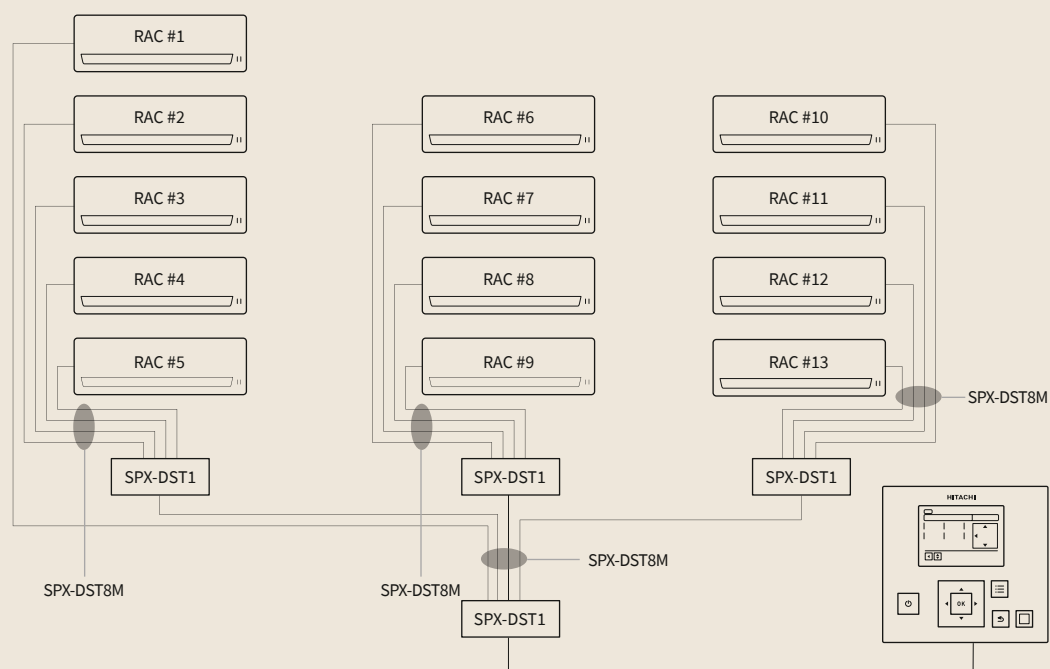 RAC #1
RAC #2
RAC #6
RAC #10
RAC #3
RAC #7
RAC #11
RAC #4
RAC #8
RAC #12
RAC #5
RAC #9
RAC #13
SPX-DST8M
SPX-DST1
SPX-DST1
SPX-DST1
HITACHI
SPX-DST8M
SPX-DST8M
SPX-DST8M
OK
SPX-DST1